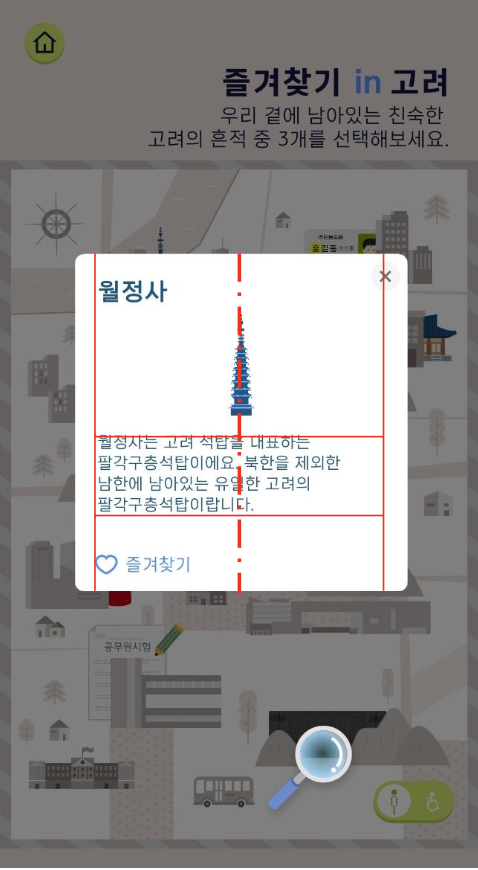 즐겨찾기 in 고려
우리 곁에 남아있는 친숙한
고려의 흔적 중 3개를 선택해보세요.
홍길동
월정사
월정사는 고려 석탑을 대표하는
팔각구층석탑이에요. 북한을 제외한
남한에 남아있는 유일한 고려의
팔각구층석탑이랍니다.
즐겨찾기
공무원시험